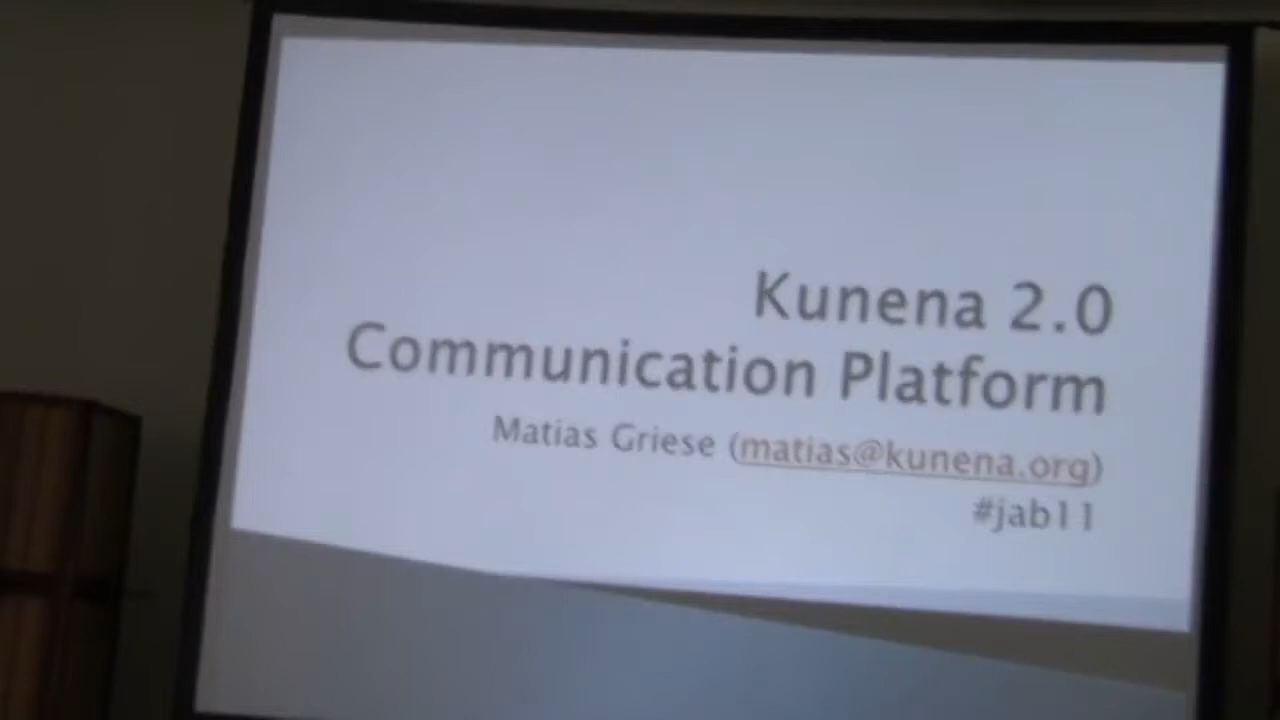 Kunena 2.0
Communication Platform
Matias Griese (matias@kunena.org)
#jab11